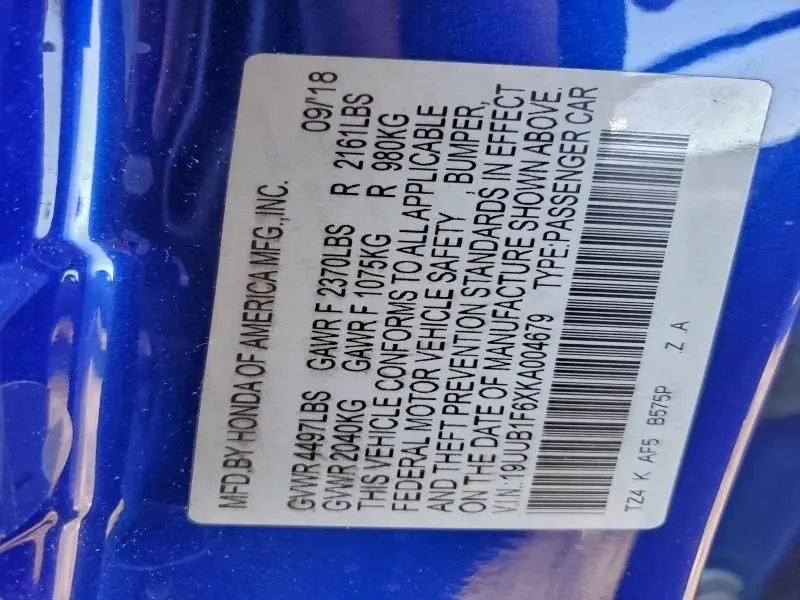 MFD,BY HONDA OF AMERICA MFG.,INC. 09/'18
GVWR 4497LBS GAWR F 2370LBS R 2161LBS
GVWR 2040KG GAWR F 1075KG R 980KG
THIS VEHICLE CONFORMS TO ALL APPLICABLE
FEDERAL MOTOR VEHICLE SAFETY , BUMPER,
AND THEFT PREVENTION STANDARDS IN EFFECT
ON THE DATE OF MANUFACTURE SHOWN ABOVE.
V.I.N.:19UUB1F6XKA004679 TYPE:PASSENGER CAR
TZ4 K AF5 B575P .Z .A